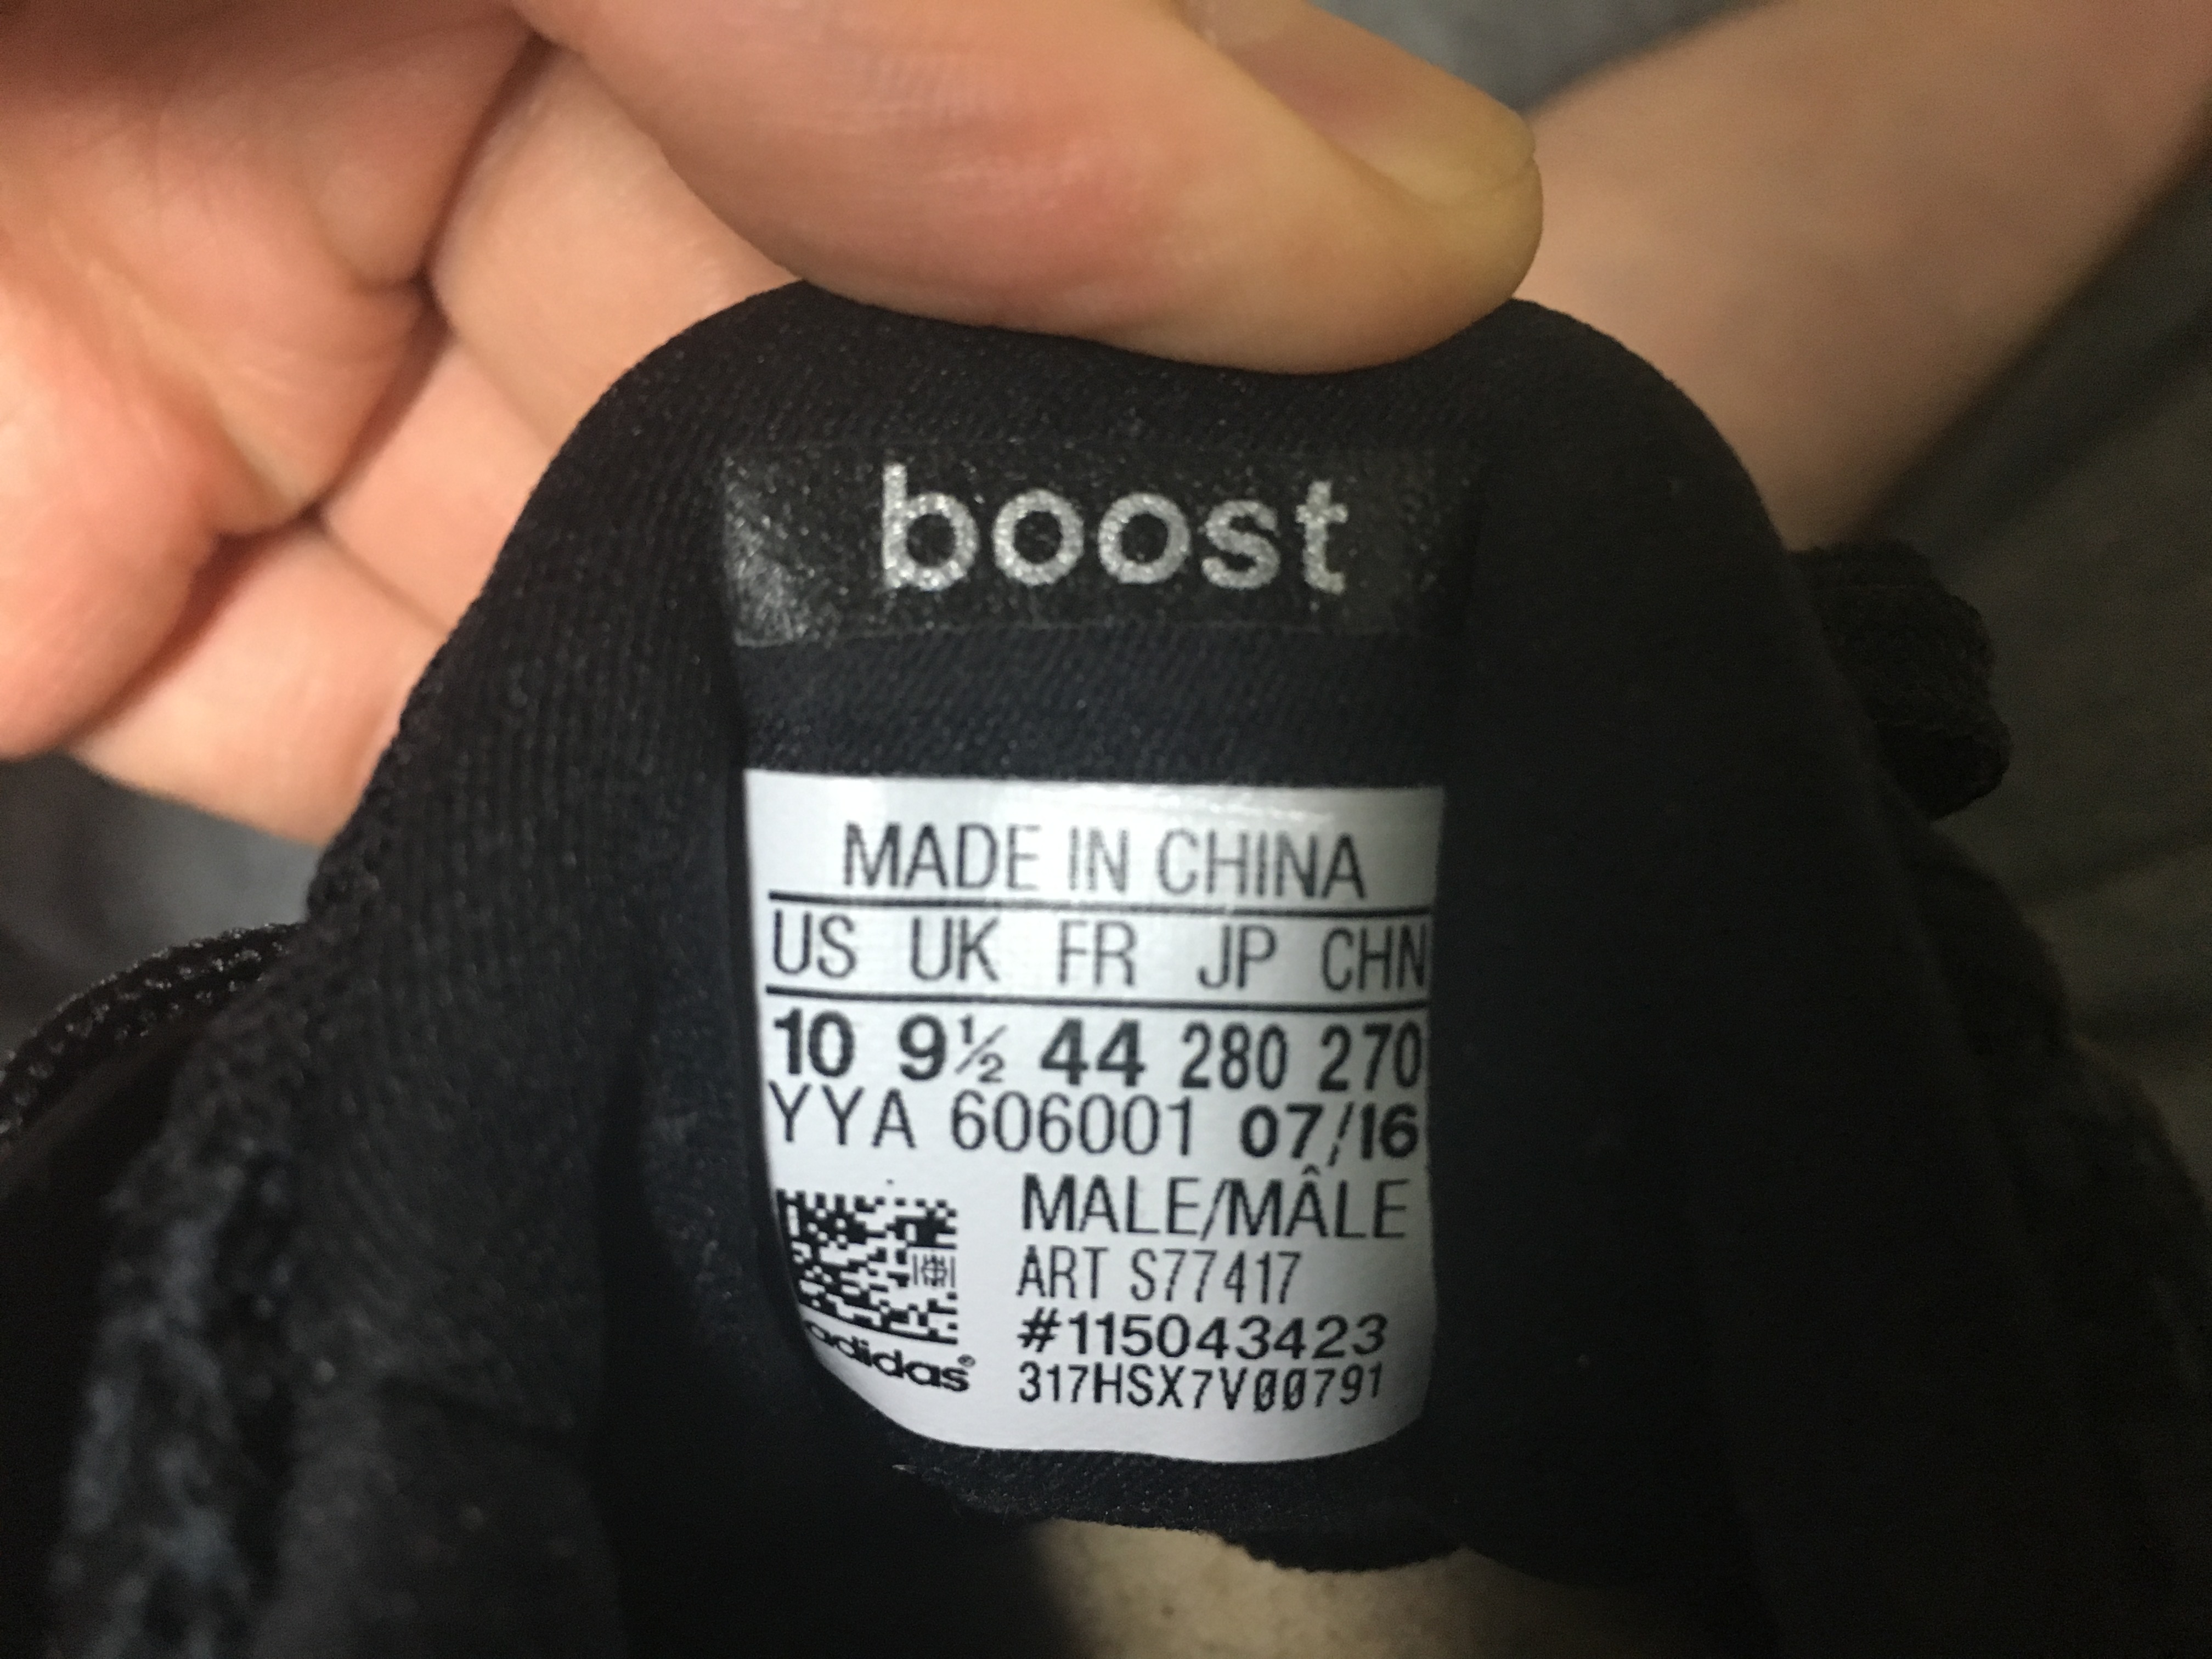 boost
MADE IN CHINA
US UK FR JP CHN
10 9½ 44 280 270
YYA 606001 07/16
MALE/MÂLE
ART S77417
#115043423
317HSX7V00791
adidas®